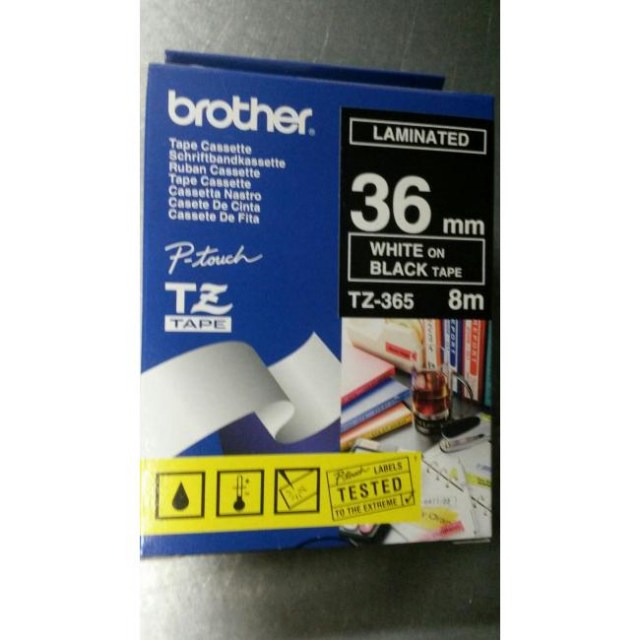 brother.
Tape Cassette
Schriftbandkassette
Ruban Cassette
Tape Cassette
Cassetta Nastro
Casete De Cinta
Cassete De Fita
P-touch
TZ
TAPE
LAMINATED
36 mm
WHITE ON
BLACK TAPE
TZ-365 8m
REPORT
P-touch LABELS
TESTED
TO THE EXTREME